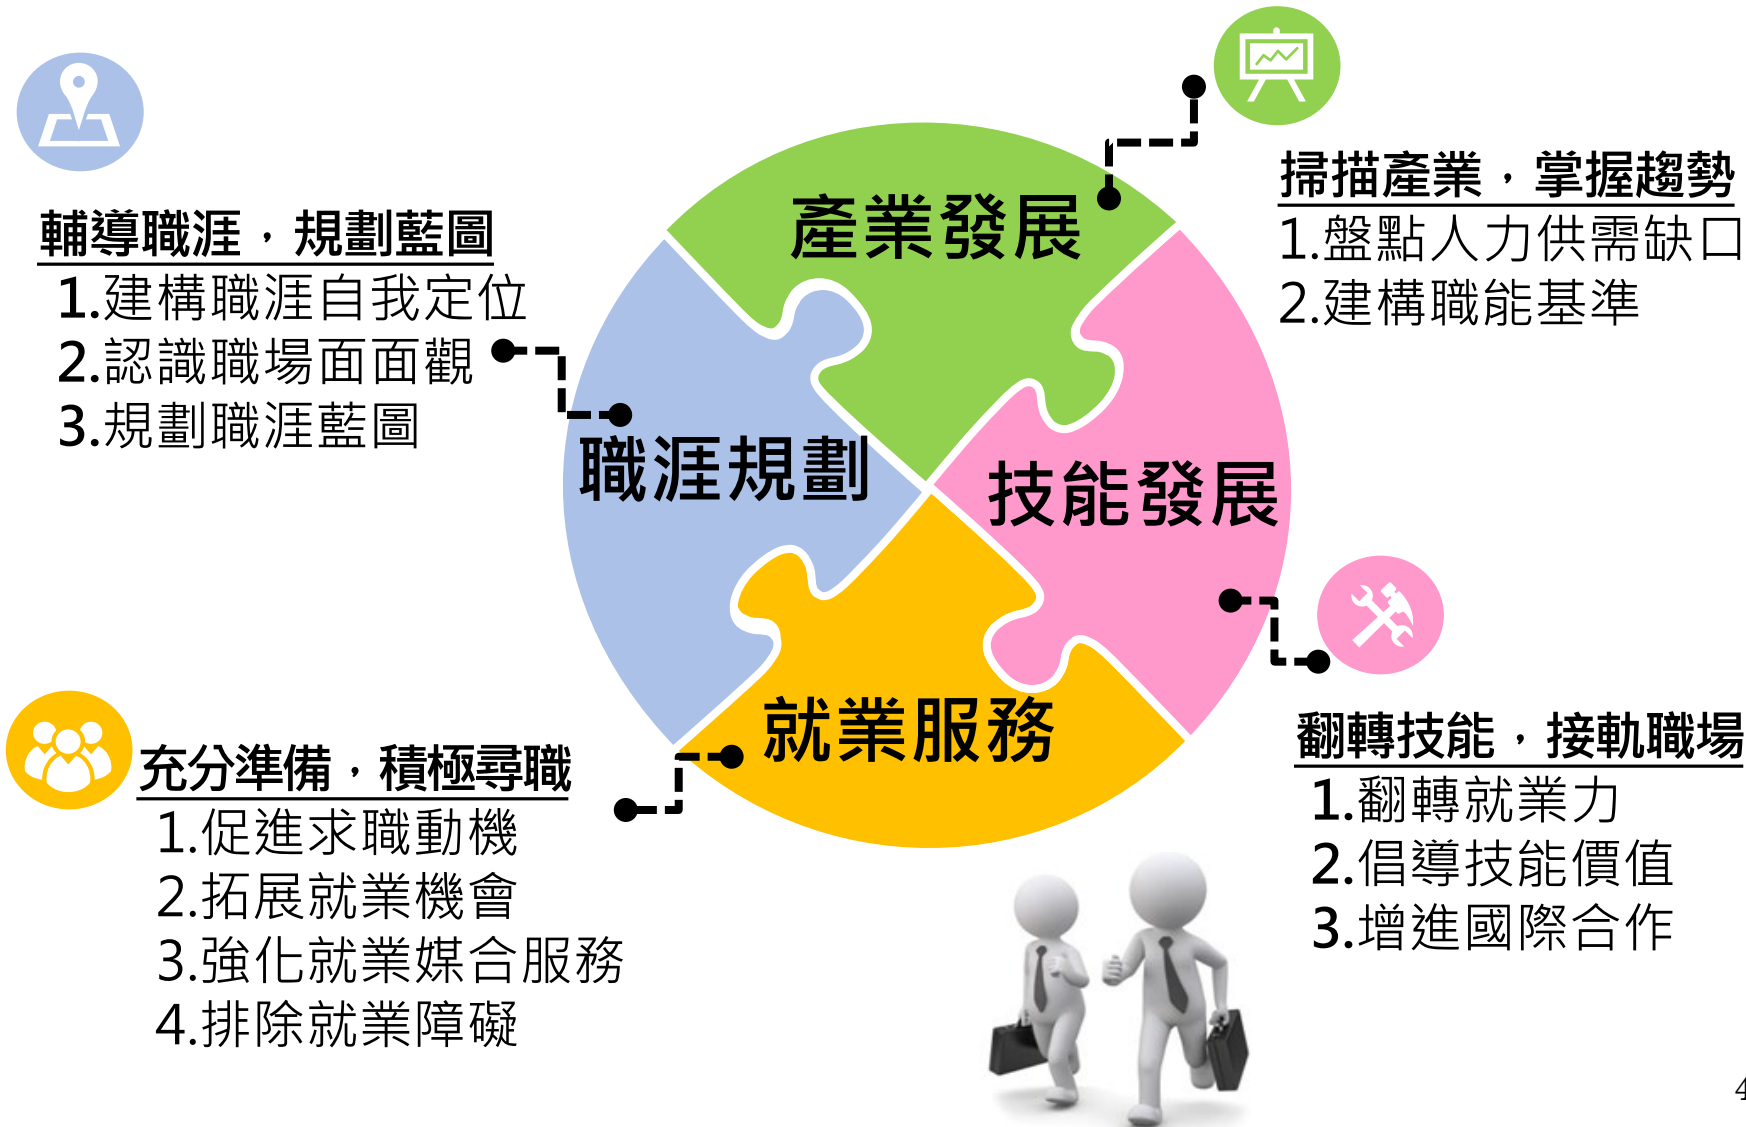 掃描產業，掌握趨勢
1.盤點人力供需缺口
2.建構職能基準
輔導職涯，規劃藍圖
1.建構職涯自我定位
2.認識職場面面觀
3.規劃職涯藍圖
產業發展
職涯規劃
技能發展
就業服務
翻轉技能，接軌職場
1.翻轉就業力
2.倡導技能價值
3.增進國際合作
充分準備，積極尋職
1.促進求職動機
2.拓展就業機會
3.強化就業媒合服務
4.排除就業障礙
4